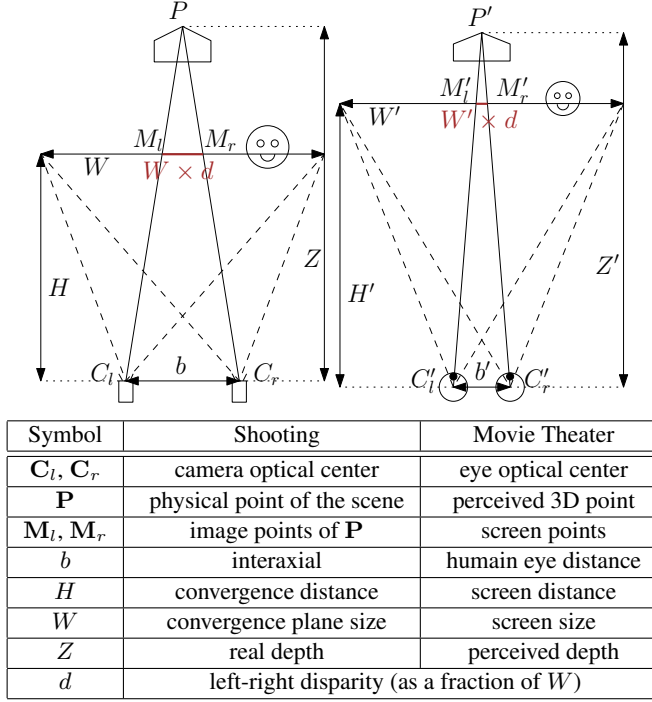 P
P′
M_l M_r
W
W × d
Z
H
C_l b C_r
M′_l M′_r
W′
W′ × d
Z′
H′
C′_l b′ C′_r
Symbol Shooting Movie Theater
C_l, C_r camera optical center eye optical center
P physical point of the scene perceived 3D point
M_l, M_r image points of P screen points
b interaxial humain eye distance
H convergence distance screen distance
W convergence plane size screen size
Z real depth perceived depth
d left-right disparity (as a fraction of W)